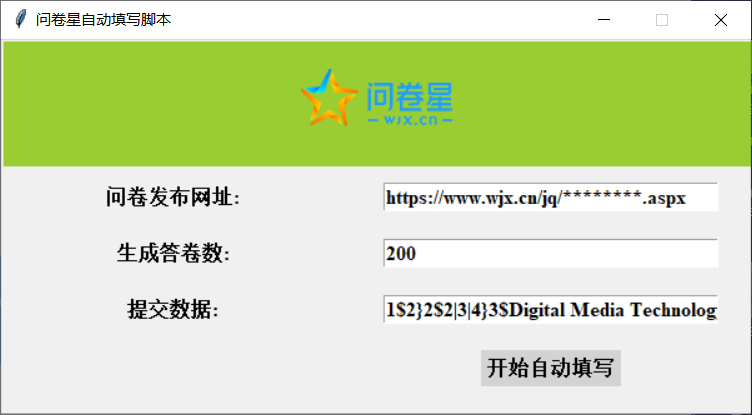 问卷星自动填写脚本
问卷星
wjx.cn
问卷发布网址: https://www.wjx.cn/jq/********.aspx
生成答卷数: 200
提交数据: 1$2}2$2|3|4}3$Digital Media Technolog
开始自动填写